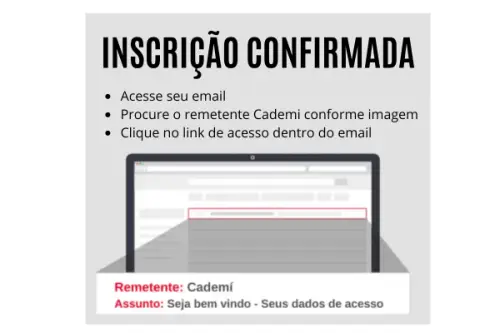 INSCRIÇÃO CONFIRMADA
• Acesse seu email
• Procure o remetente Cademi conforme imagem
• Clique no link de acesso dentro do email
Remetente: Cademí
Assunto: Seja bem vindo - Seus dados de acesso